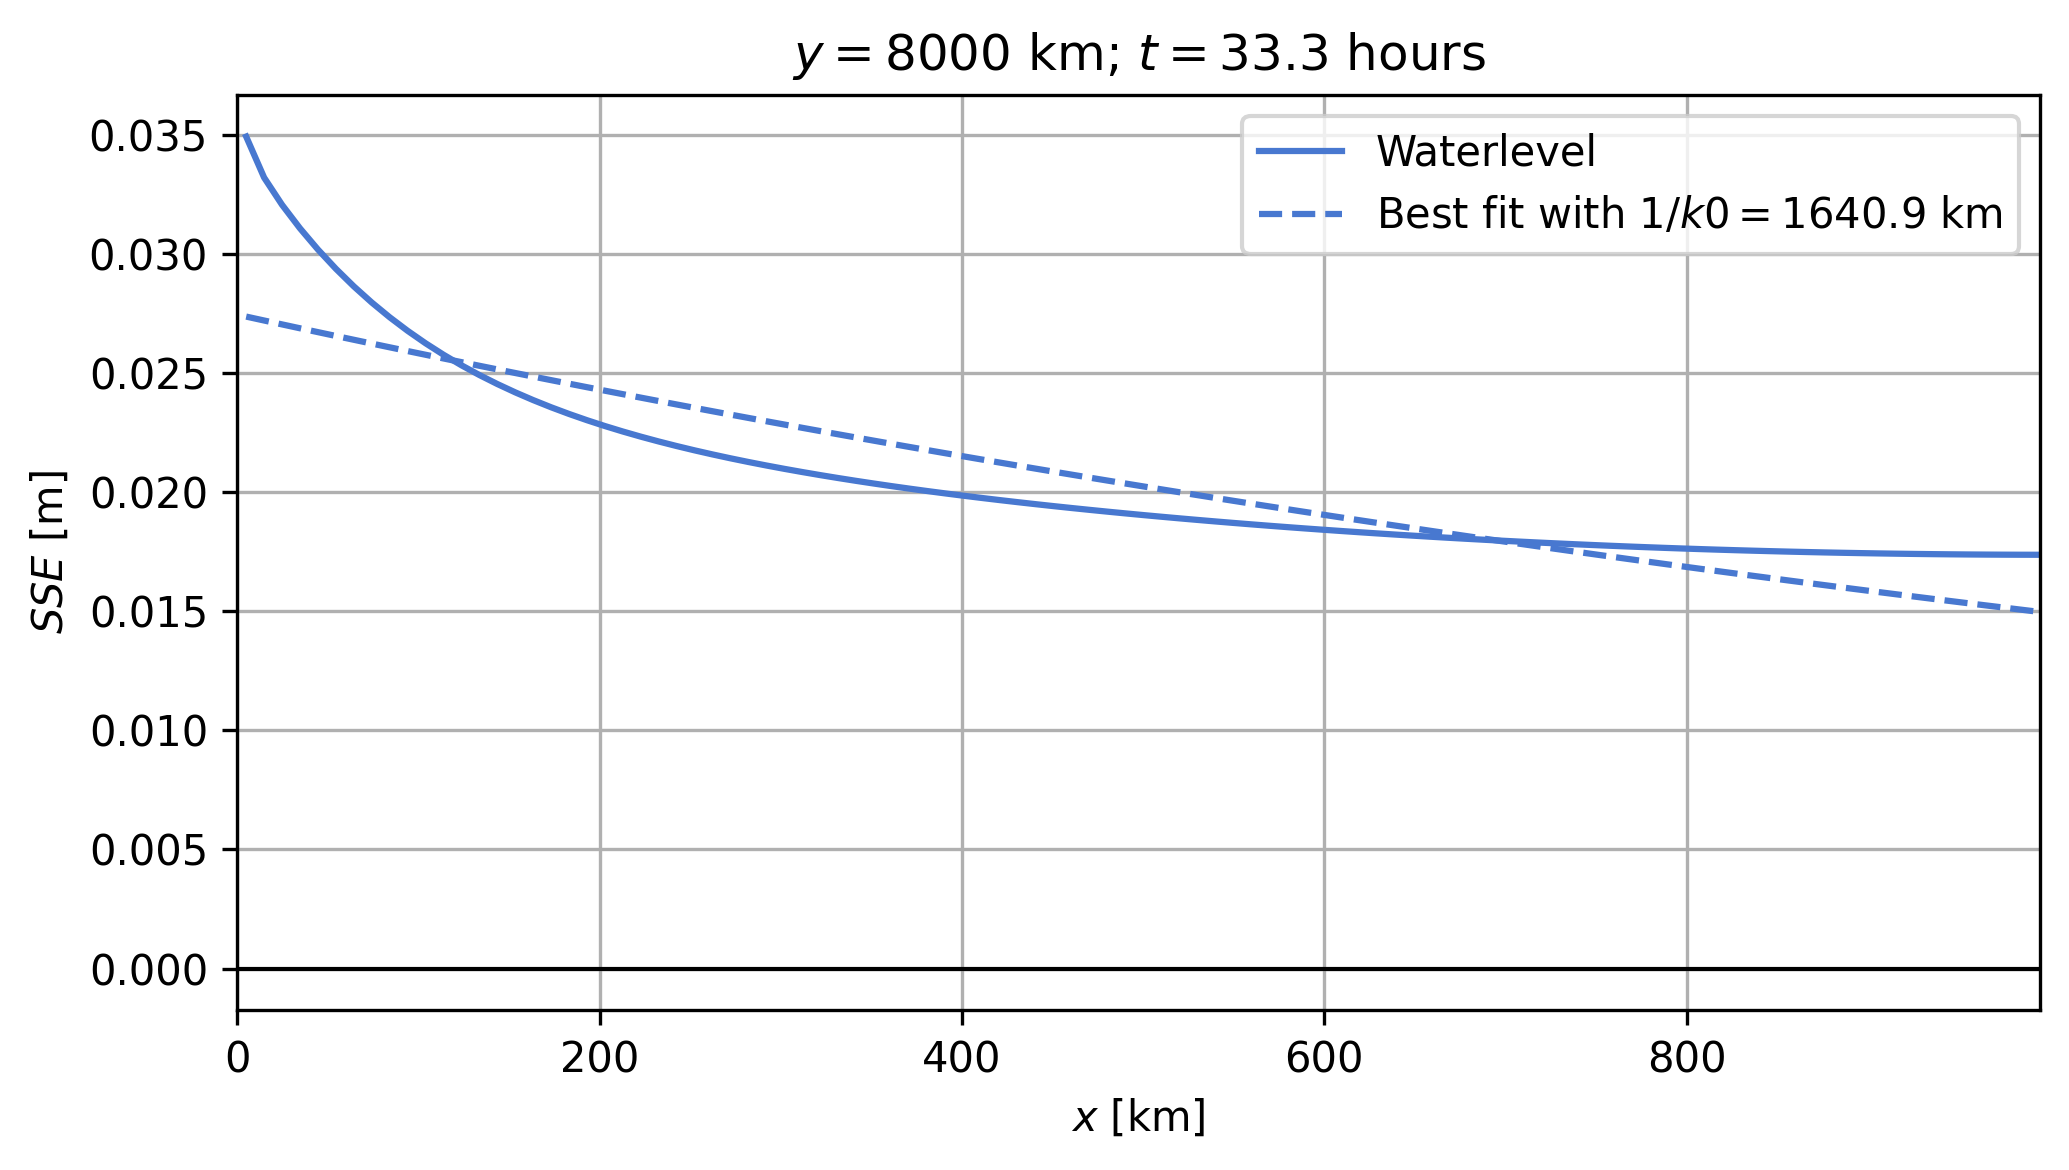 y = 8000 km; t = 33.3 hours
Waterlevel
Best fit with 1/k0 = 1640.9 km
0.035
0.030
0.025
0.020
0.015
0.010
0.005
0.000
SSE [m]
0 200 400 600 800
x [km]